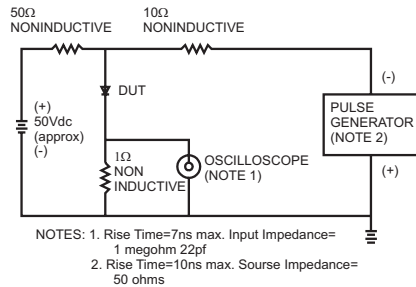 50Ω
NONINDUCTIVE
10Ω
NONINDUCTIVE
(+)
50Vdc
(approx)
(-)
DUT
1Ω
NON
INDUCTIVE
OSCILLOSCOPE
(NOTE 1)
(-)
PULSE
GENERATOR
(NOTE 2)
(+)
NOTES: 1. Rise Time=7ns max. Input Impedance=
1 megohm 22pf
2. Rise Time=10ns max. Sourse Impedance=
50 ohms